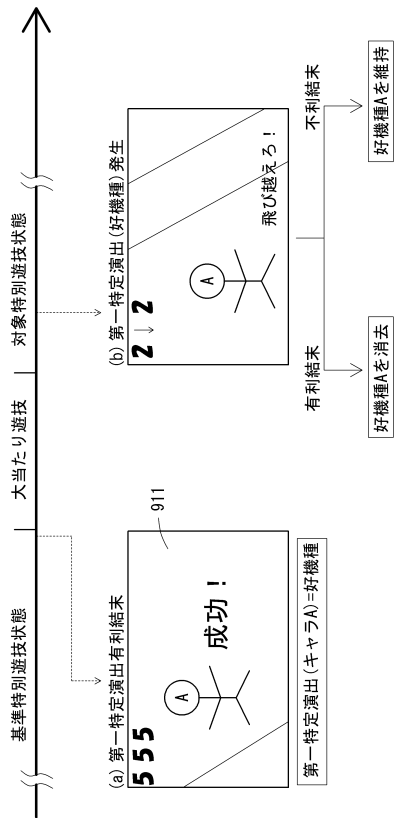 基準特別遊技状態
大当たり遊技
対象特別遊技状態
(a) 第一特定演出有利結末
555
成功！
A
911
第一特定演出(キャラA)=好機種
(b) 第一特定演出(好機種)発生
2↓2
A
飛び越えろ！
有利結末
不利結末
好機種Aを消去
好機種Aを維持